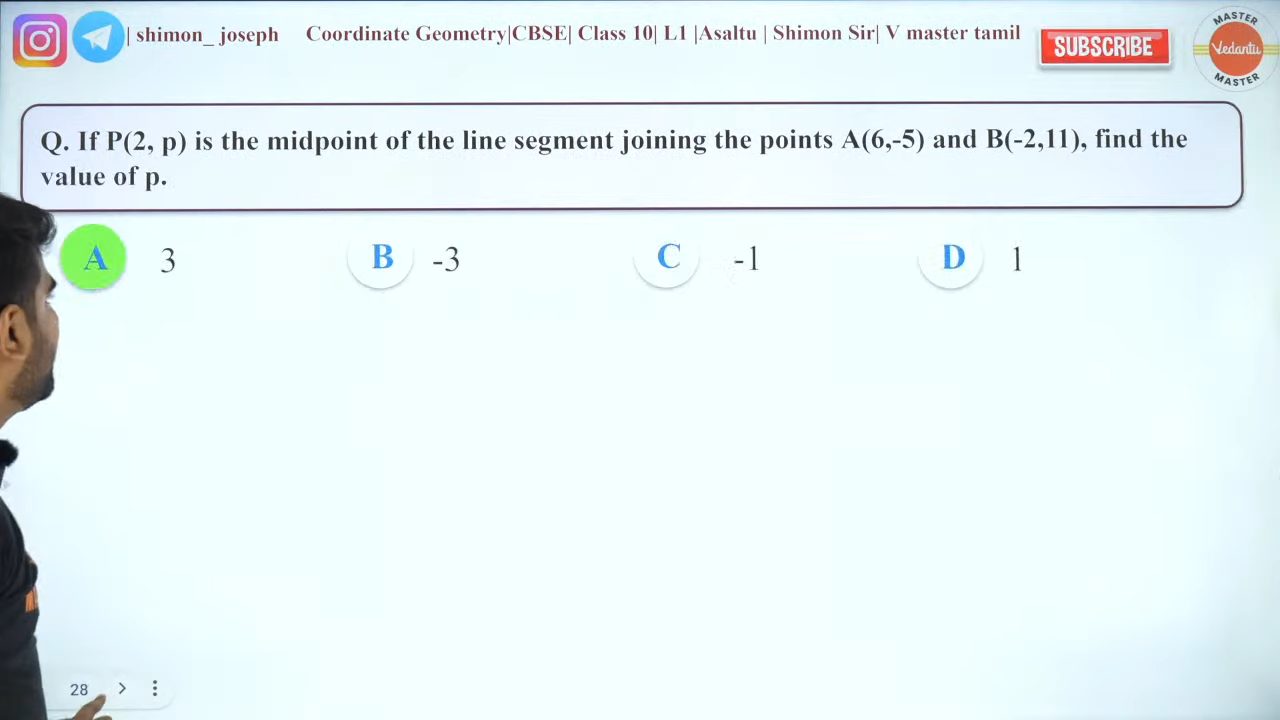 | shimon_ joseph
Coordinate Geometry|CBSE| Class 10| L1 |Asaltu | Shimon Sir| V master tamil
SUBSCRIBE
MASTER
Vedantu
MASTER
Q. If P(2, p) is the midpoint of the line segment joining the points A(6,-5) and B(-2,11), find the
value of p.
A 3
B -3
C -1
D 1
28